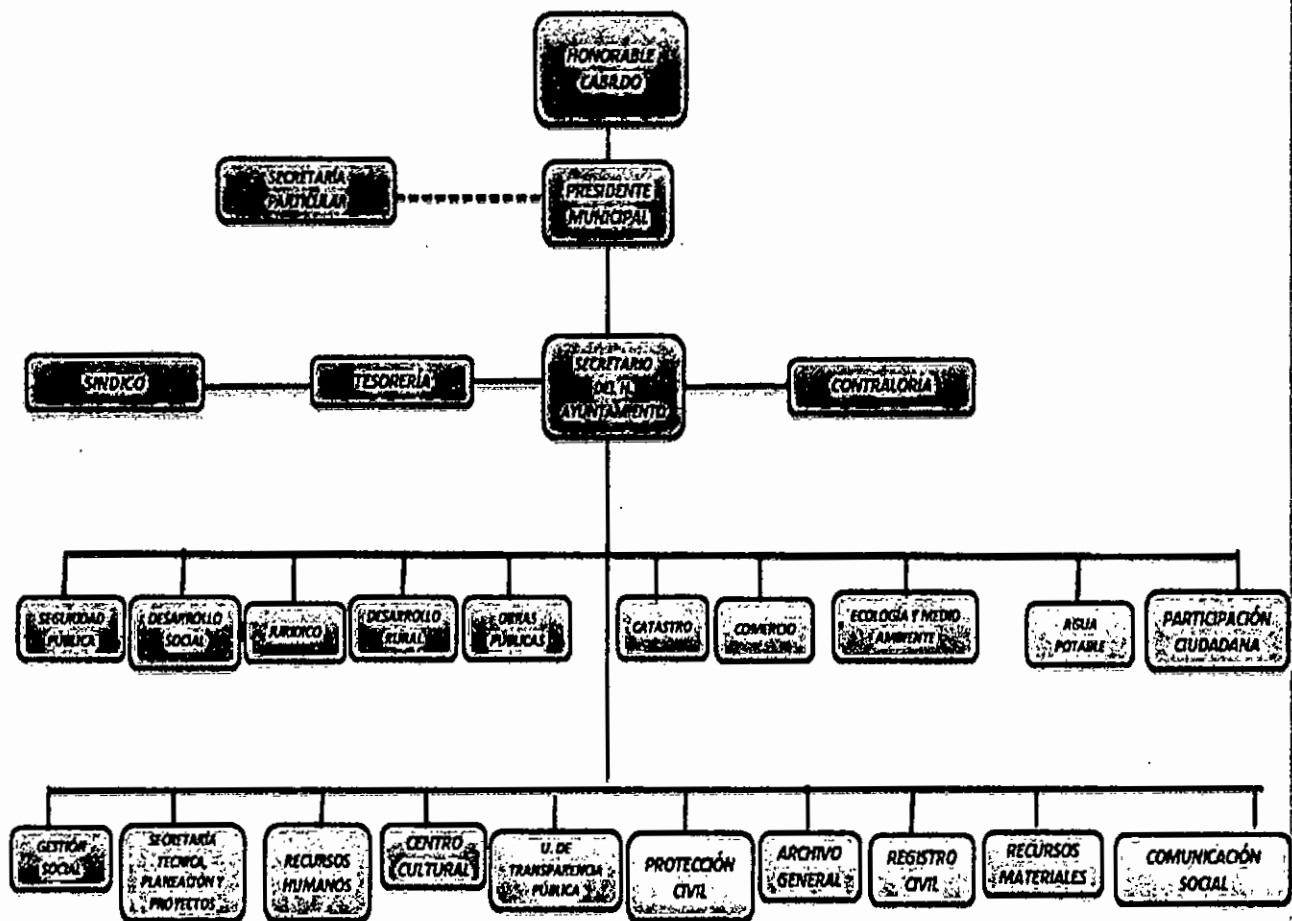 HONORABLE
CABILDO
SECRETARÍA
PARTICULAR
PRESIDENTE
MUNICIPAL
SINDICO
TESORERÍA
SECRETARIO
DEL H.
AYUNTAMIENTO
CONTRALORÍA
SEGURIDAD
PÚBLICA
DESARROLLO
SOCIAL
JURIDICO
DESARROLLO
RURAL
OBRAS
PÚBLICAS
CATASTRO
COMERCIO
ECOLOGÍA Y MEDIO
AMBIENTE
AGUA
POTABLE
PARTICIPACIÓN
CIUDADANA
GESTIÓN
SOCIAL
SECRETARÍA
TECNICA,
PLANEACIÓN Y
PROYECTOS
RECURSOS
HUMANOS
CENTRO
CULTURAL
U. DE
TRANSPARENCIA
PÚBLICA
PROTECCIÓN
CIVIL
ARCHIVO
GENERAL
REGISTRO
CIVIL
RECURSOS
MATERIALES
COMUNICACIÓN
SOCIAL